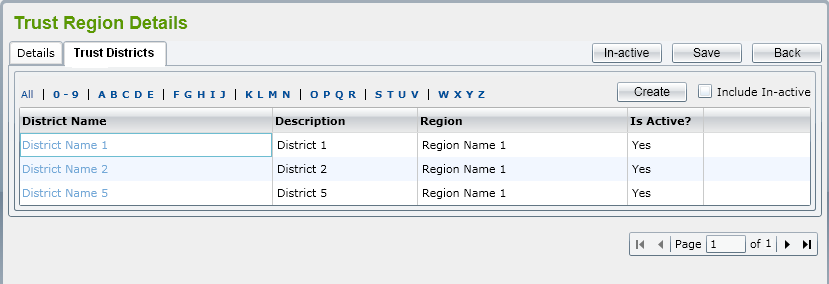 Trust Region Details
Details Trust Districts In-active Save Back
All | 0 - 9 | A B C D E | F G H I J | K L M N | O P Q R | S T U V | W X Y Z Create Include In-active
District Name Description Region Is Active?
District Name 1 District 1 Region Name 1 Yes
District Name 2 District 2 Region Name 1 Yes
District Name 5 District 5 Region Name 1 Yes
Page 1 of 1